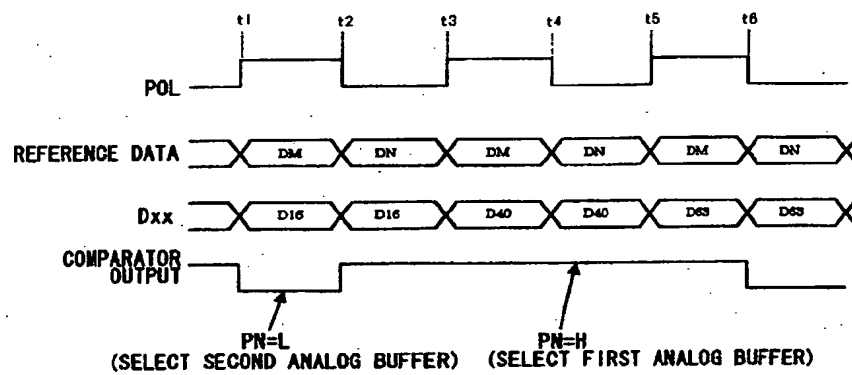 t1 t2 t3 t4 t5 t6
POL
REFERENCE DATA DM DN DM DN DM DN
Dxx D16 D16 D40 D40 D63 D63
COMPARATOR
OUTPUT
PN=L PN=H
(SELECT SECOND ANALOG BUFFER) (SELECT FIRST ANALOG BUFFER)